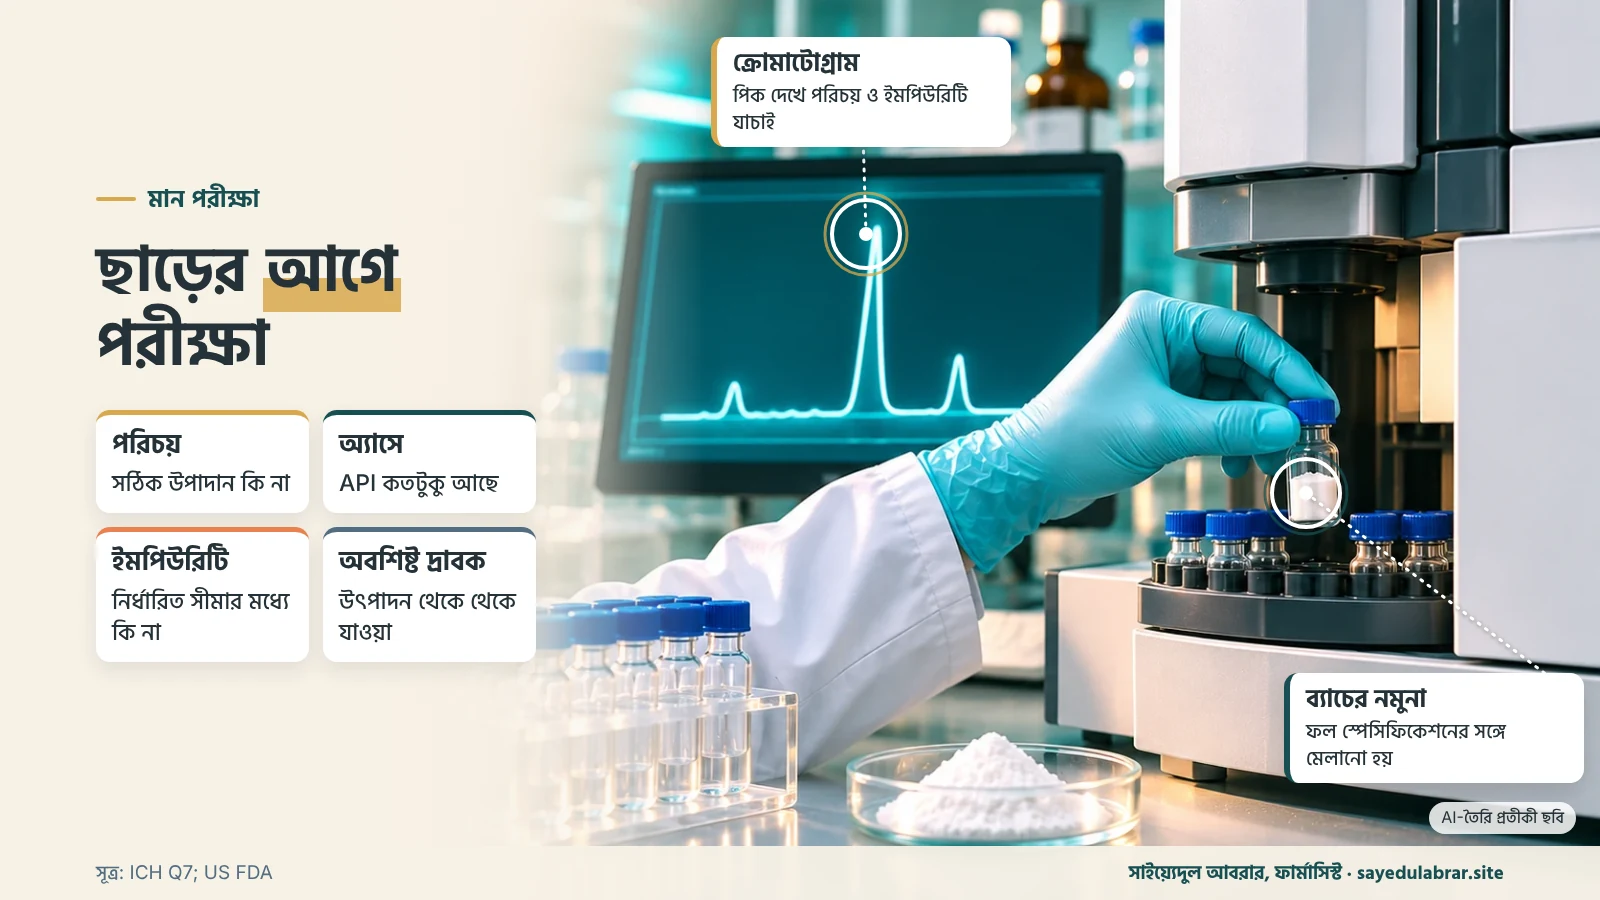 মান পরীক্ষা
ছাড়ের আগে
পরীক্ষা
পরিচয়
সঠিক উপাদান কি না
অ্যাসে
API কতটুকু আছে
ইমপিউরিটি
নির্ধারিত সীমার মধ্যে
কি না
অবশিষ্ট দ্রাবক
উৎপাদন থেকে থেকে
যাওয়া
ক্রোমাটোগ্রাম
পিক দেখে পরিচয় ও ইমপিউরিটি
যাচাই
ব্যাচের নমুনা
ফল স্পেসিফিকেশনের সঙ্গে
মেলানো হয়
AI-তৈরি প্রতীকী ছবি
সূত্র: ICH Q7; US FDA
সাইয়্যেদুল আবরার, ফার্মাসিস্ট · sayedulabrar.site